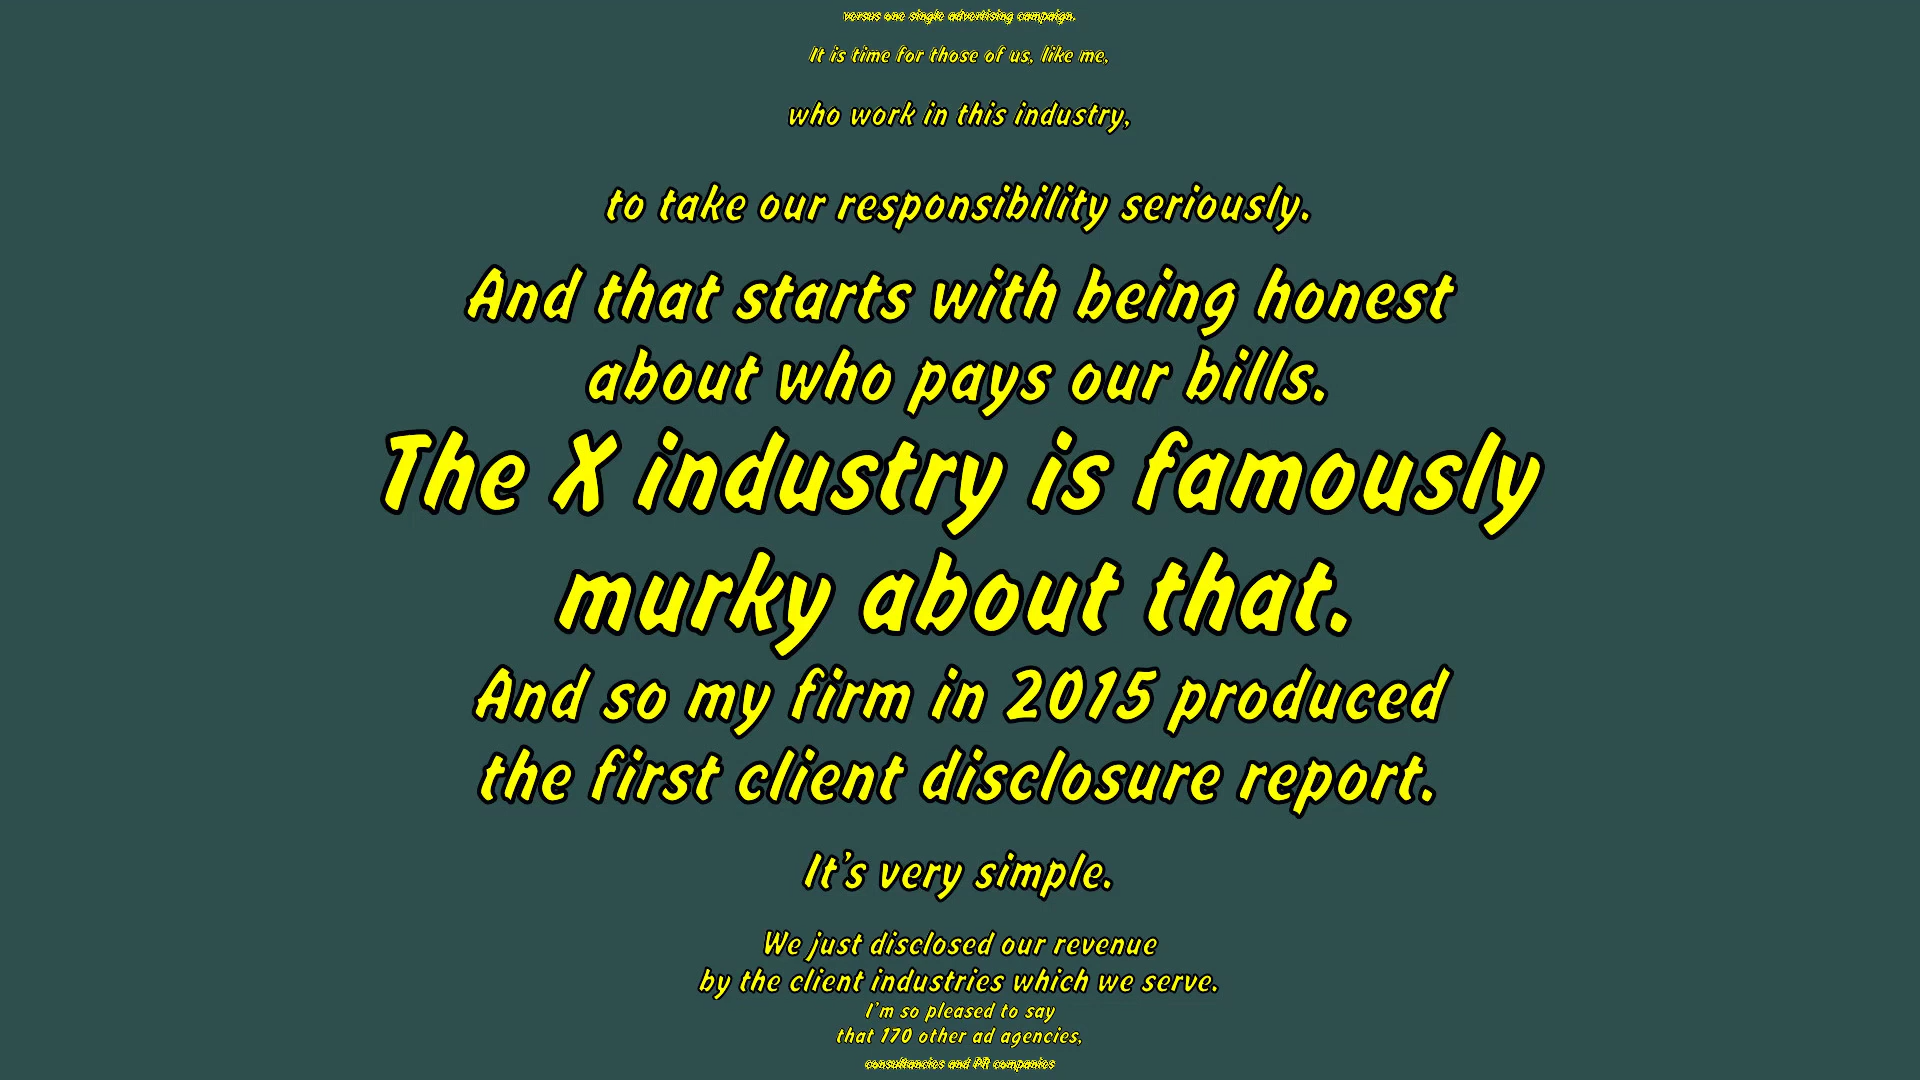 versus one single advertising campaign.
It is time for those of us, like me,
who work in this industry,
to take our responsibility seriously.
And that starts with being honest
about who pays our bills.
The X industry is famously
murky about that.
And so my firm in 2015 produced
the first client disclosure report.
It's very simple.
We just disclosed our revenue
by the client industries which we serve.
I'm so pleased to say
that 170 other ad agencies,
consultancies and PR companies